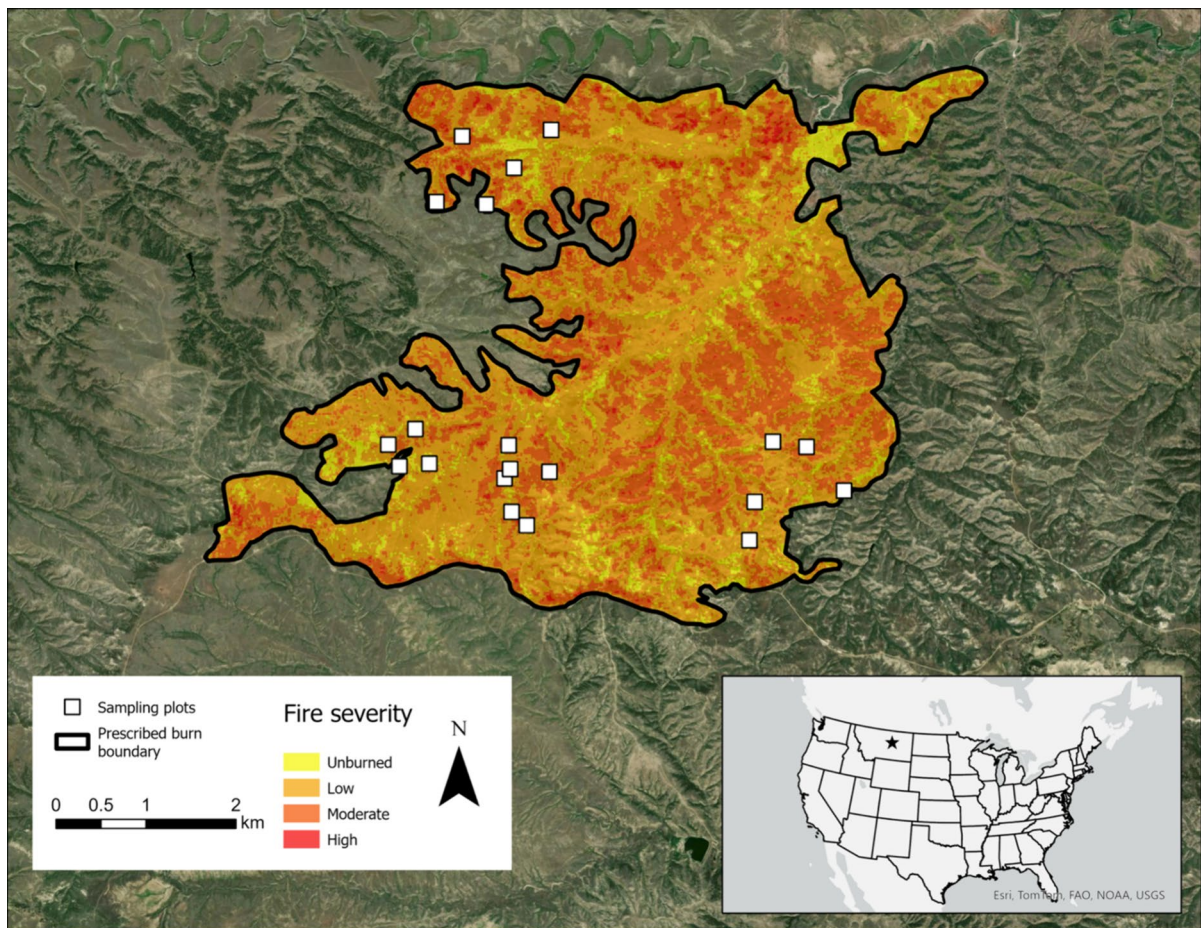 Sampling plots
Prescribed burn
boundary
0 0.5 1 2
km
Fire severity
Unburned
Low
Moderate
High
N
Esri, TomTom, FAO, NOAA, USGS